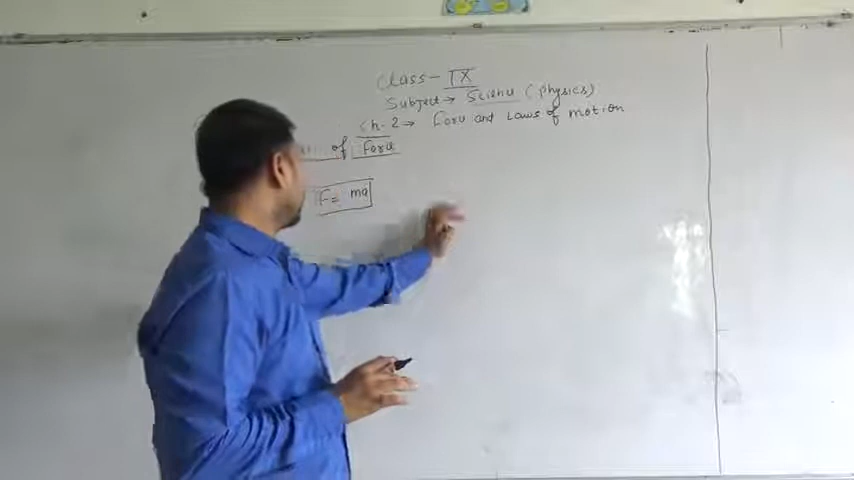 Class- IX
Subject → Science (Physics)
Ch-2 → Force and Laws of motion
of Force
F= ma